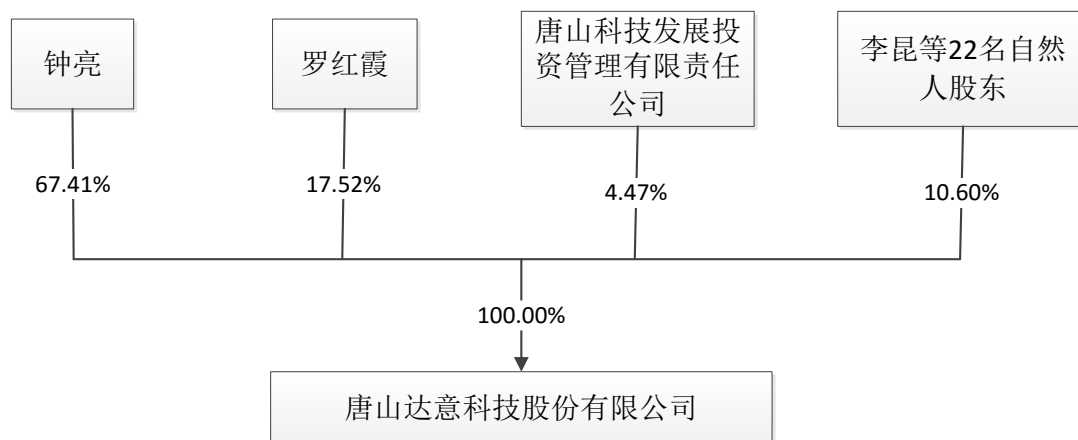 钟亮
罗红霞
唐山科技发展投
资管理有限责任
公司
李昆等22名自然
人股东
67.41%
17.52%
4.47%
10.60%
100.00%
唐山达意科技股份有限公司